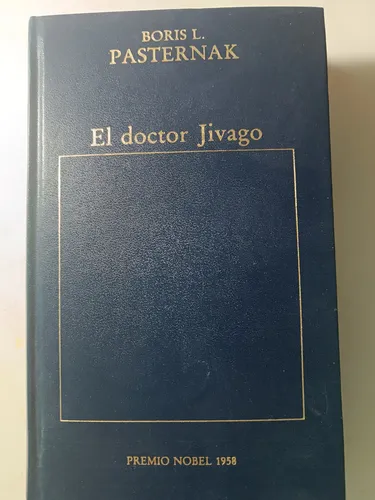 BORIS L.
PASTERNAK
El doctor Jivago
PREMIO NOBEL 1958